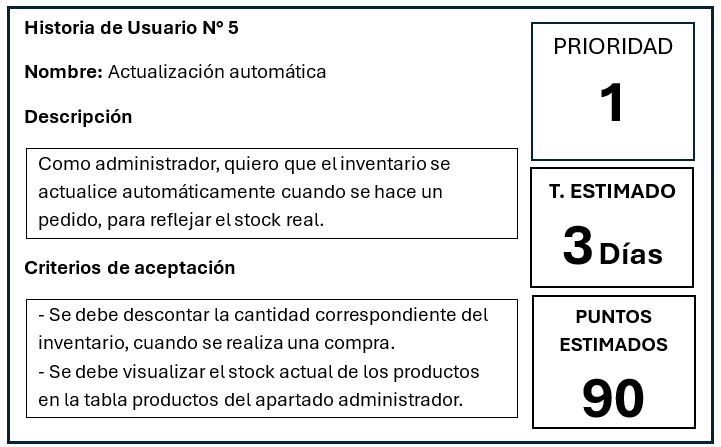 Historia de Usuario Nº 5
Nombre: Actualización automática
Descripción
Como administrador, quiero que el inventario se
actualice automáticamente cuando se hace un
pedido, para reflejar el stock real.
Criterios de aceptación
- Se debe descontar la cantidad correspondiente del
inventario, cuando se realiza una compra.
- Se debe visualizar el stock actual de los productos
en la tabla productos del apartado administrador.
PRIORIDAD
1
T. ESTIMADO
3 Días
PUNTOS
ESTIMADOS
90